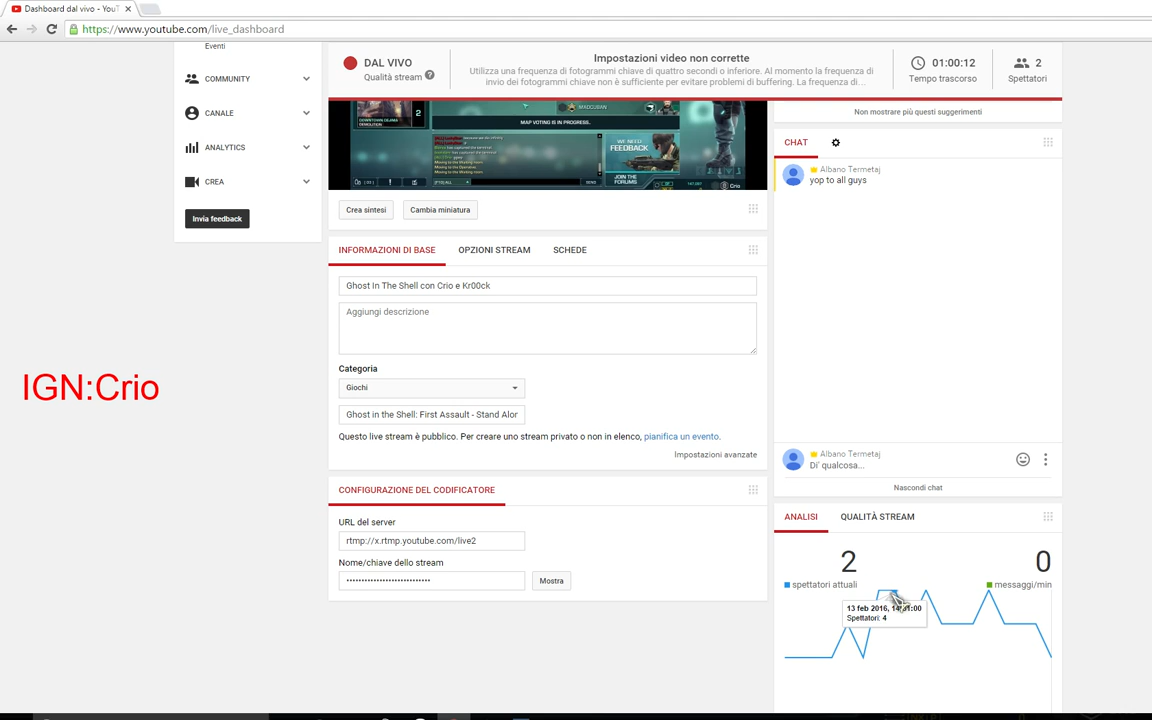 Dashboard dal vivo - YouT
https://www.youtube.com/live_dashboard
Eventi
COMMUNITY
CANALE
ANALYTICS
CREA
Invia feedback
IGN:Crio
DAL VIVO
Qualità stream
Impostazioni video non corrette
Utilizza una frequenza di fotogrammi chiave di quattro secondi o inferiore. Al momento la frequenza di
invio dei fotogrammi chiave non è sufficiente per evitare problemi di buffering. La frequenza di...
01:00:12
Tempo trascorso
2
Spettatori
2
MADCUBAN
MAP VOTING IS IN PROGRESS.
WE NEED
FEEDBACK
JOIN THE
FORUMS
SEND
Crio
Crea sintesi
Cambia miniatura
INFORMAZIONI DI BASE
OPZIONI STREAM
SCHEDE
Ghost In The Shell con Crio e Kr00ck
Aggiungi descrizione
Categoria
Giochi
Ghost in the Shell: First Assault - Stand Alor
Questo live stream è pubblico. Per creare uno stream privato o non in elenco, pianifica un evento.
Impostazioni avanzate
CONFIGURAZIONE DEL CODIFICATORE
URL del server
rtmp://x.rtmp.youtube.com/live2
Nome/chiave dello stream
Mostra
Non mostrare più questi suggerimenti
CHAT
Albano Termetaj
yop to all guys
Albano Termetaj
Di' qualcosa...
Nascondi chat
ANALISI
QUALITÀ STREAM
2
spettatori attuali
0
messaggi/min
13 feb 2016,
Spettatori: 4